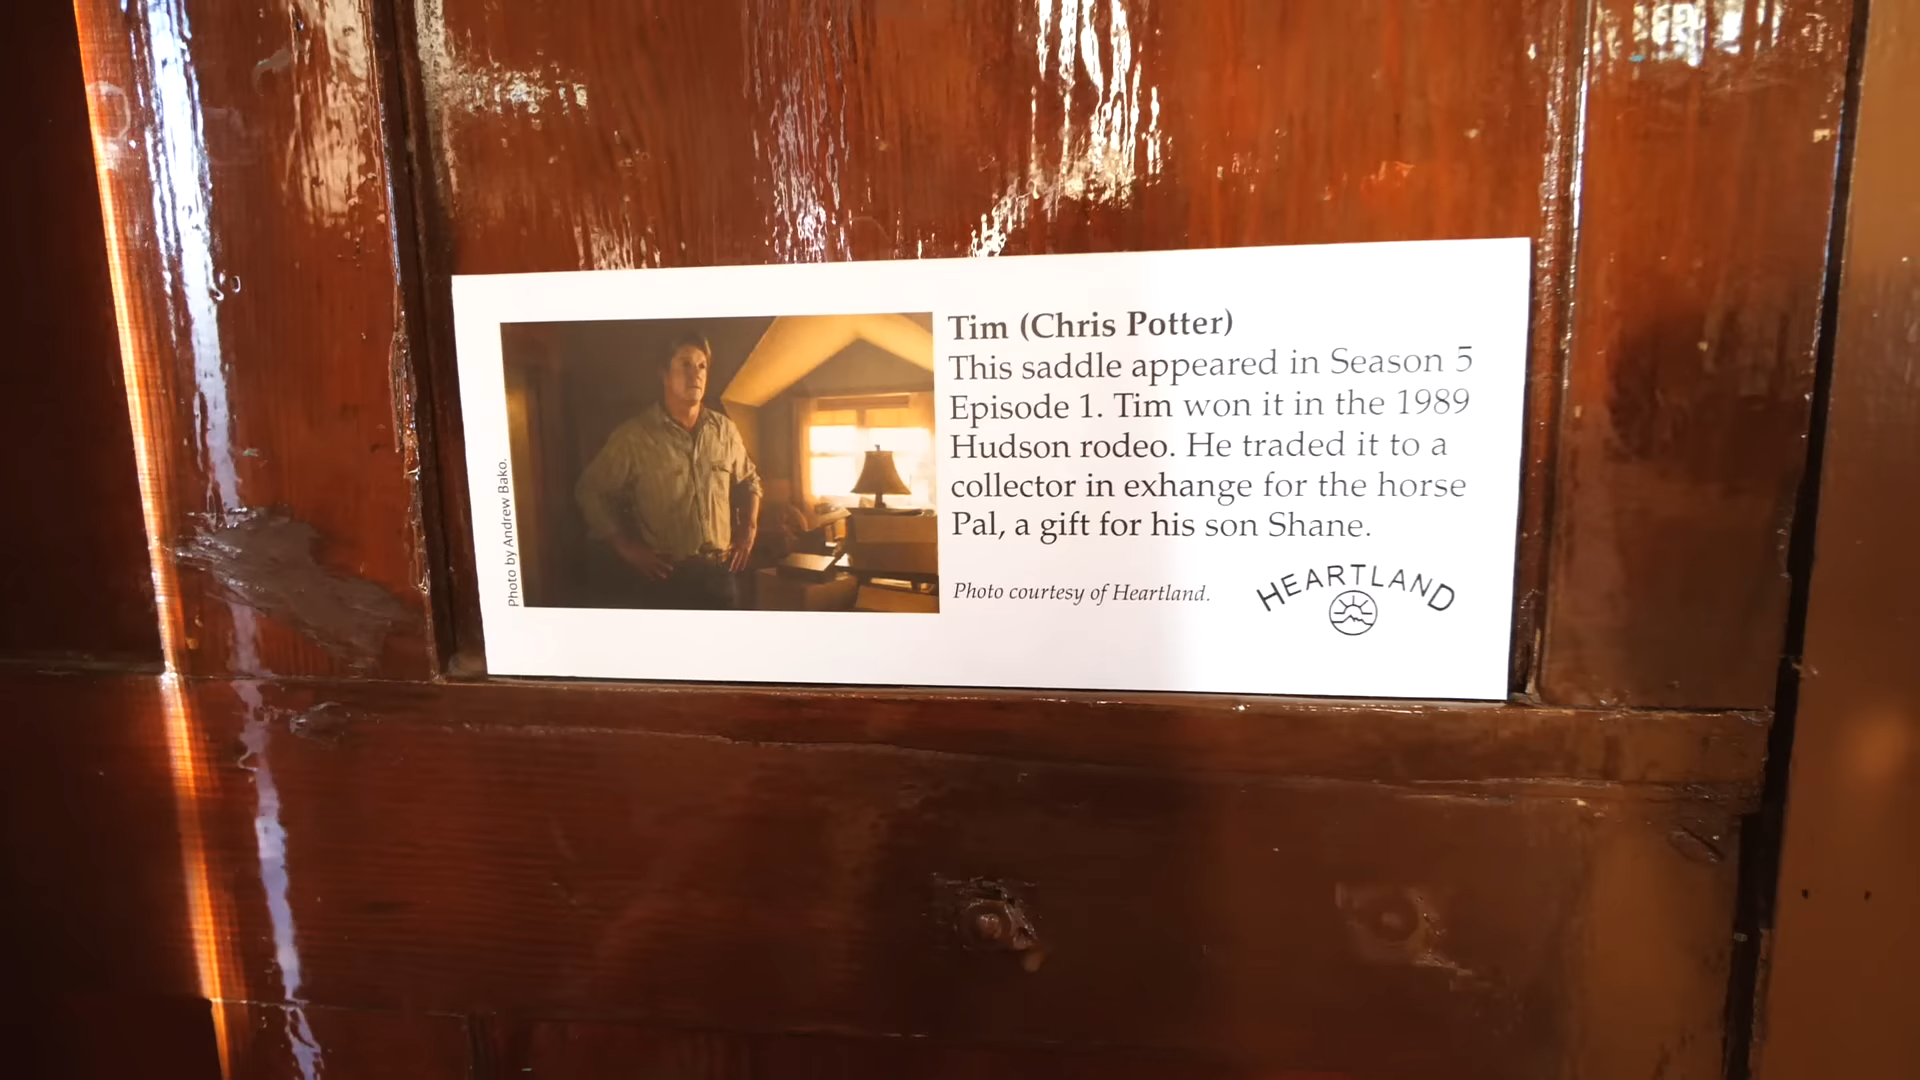 Photo by Andrew Bako.
Tim (Chris Potter)
This saddle appeared in Season 5
Episode 1. Tim won it in the 1989
Hudson rodeo. He traded it to a
collector in exhange for the horse
Pal, a gift for his son Shane.
Photo courtesy of Heartland.
HEARTLAND